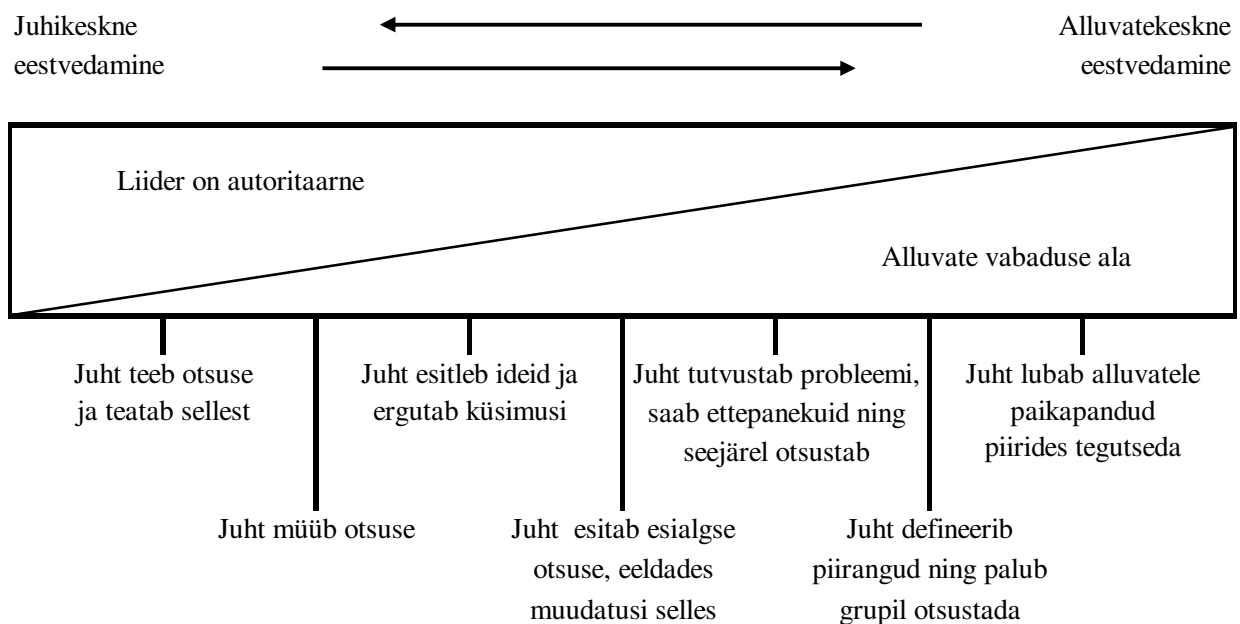 Juhikeskne
eestvedamine
Alluvatekeskne
eestvedamine
Liider on autoritaarne
Alluvate vabaduse ala
Juht teeb otsuse
ja teatab sellest
Juht müüb otsuse
Juht esitleb ideid ja
ergutab küsimusi
Juht esitab esialgse
otsuse, eeldades
muudatusi selles
Juht tutvustab probleemi,
saab ettepanekuid ning
seejärel otsustab
Juht defineerib
piirangud ning palub
grupil otsustada
Juht lubab alluvatele
paikapandud
piirides tegutseda